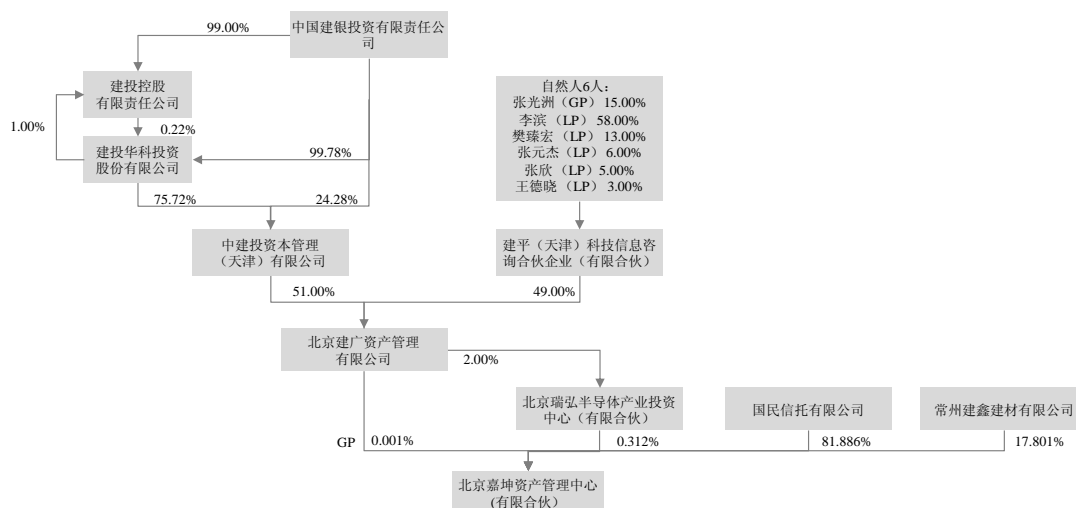 中国建银投资有限责任公
司
99.00%
建投控股
有限责任公司
1.00%
0.22%
建投华科投资
股份有限公司
99.78%
自然人6人：
张光洲（GP）15.00%
李滨（LP）58.00%
樊臻宏（LP）13.00%
张元杰（LP）6.00%
张欣（LP）5.00%
王德晓（LP）3.00%
75.72%
24.28%
中建投资本管理
（天津）有限公司
建平（天津）科技信息咨
询合伙企业（有限合伙）
51.00%
49.00%
北京建广资产管理
有限公司
2.00%
北京瑞弘半导体产业投资
中心（有限合伙）
国民信托有限公司
常州建鑫建材有限公司
GP
0.001%
0.312%
81.886%
17.801%
北京嘉坤资产管理中心
(有限合伙）